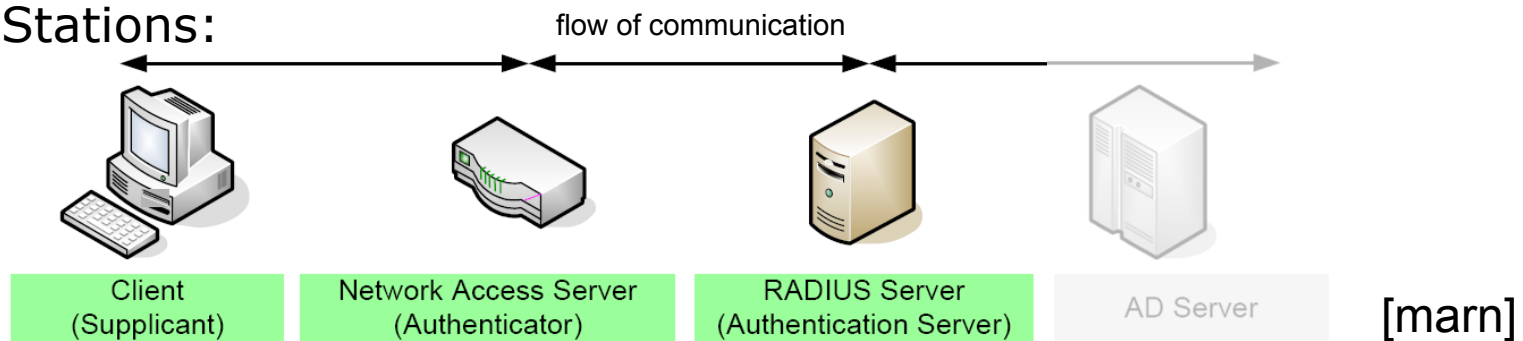 Stations:
flow of communication
Client
(Supplicant)
Network Access Server
(Authenticator)
RADIUS Server
(Authentication Server)
AD Server
[marn]